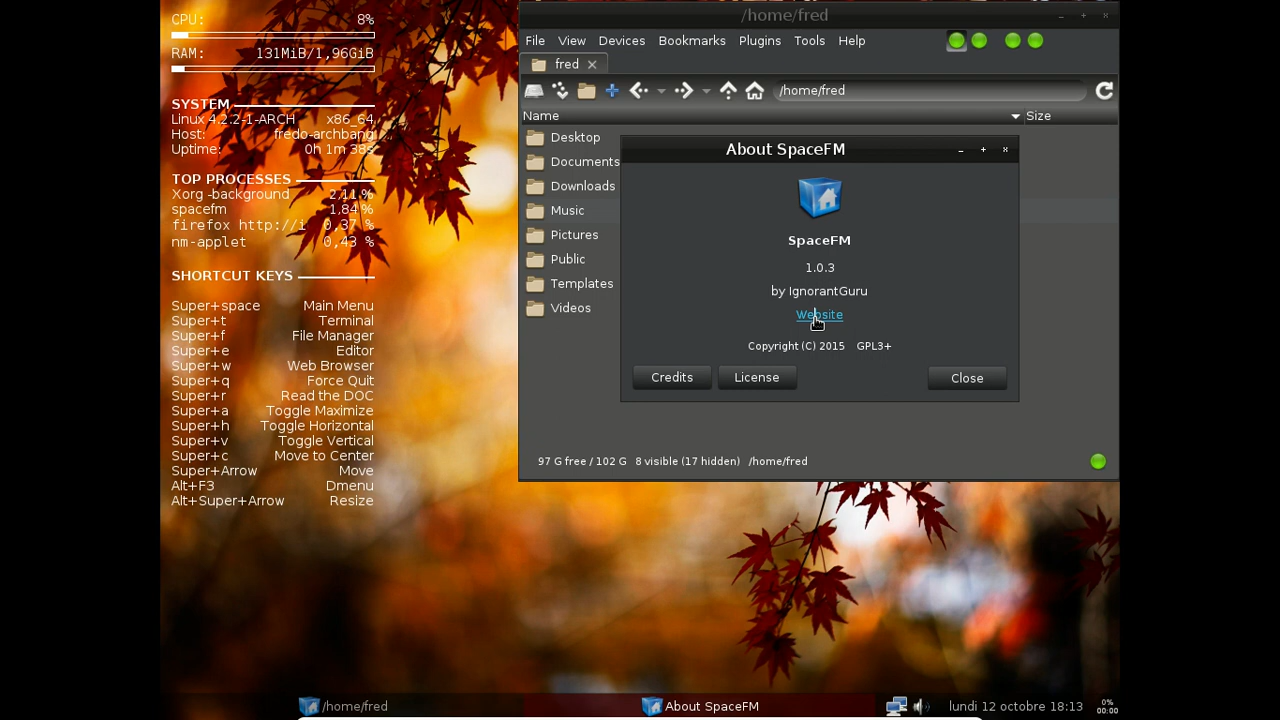 CPU: 8%
RAM: 131MiB/1,96GiB
SYSTEM
Linux 4.2.2-1-ARCH x86_64
Host: fredo-archbang
Uptime: 0h 1m 38s
TOP PROCESSES
Xorg -background 2,11 %
spacefm 1,84 %
firefox http://i 0,37 %
nm-applet 0,43 %
SHORTCUT KEYS
Super+space Main Menu
Super+t Terminal
Super+f File Manager
Super+e Editor
Super+w Web Browser
Super+q Force Quit
Super+r Read the DOC
Super+a Toggle Maximize
Super+h Toggle Horizontal
Super+v Toggle Vertical
Super+c Move to Center
Super+Arrow Move
Alt+F3 Dmenu
Alt+Super+Arrow Resize
/home/fred
File View Devices Bookmarks Plugins Tools Help
fred
/home/fred
Name Size
Desktop
Documents
Downloads
Music
Pictures
Public
Templates
Videos
About SpaceFM
SpaceFM
1.0.3
by IgnorantGuru
Website
Copyright (C) 2015 GPL3+
Credits License Close
97 G free / 102 G 8 visible (17 hidden) /home/fred
/home/fred About SpaceFM lundi 12 octobre 18:13 0%
00:00